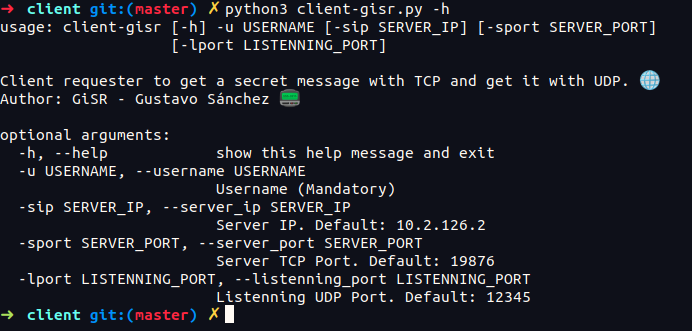 ➜ client git:(master) ✗ python3 client-gisr.py -h
usage: client-gisr [-h] -u USERNAME [-sip SERVER_IP] [-sport SERVER_PORT]
[-lport LISTENNING_PORT]
Client requester to get a secret message with TCP and get it with UDP. 🌐
Author: GiSR - Gustavo Sánchez 📟
optional arguments:
-h, --help show this help message and exit
-u USERNAME, --username USERNAME
Username (Mandatory)
-sip SERVER_IP, --server_ip SERVER_IP
Server IP. Default: 10.2.126.2
-sport SERVER_PORT, --server_port SERVER_PORT
Server TCP Port. Default: 19876
-lport LISTENNING_PORT, --listenning_port LISTENNING_PORT
Listenning UDP Port. Default: 12345
➜ client git:(master) ✗